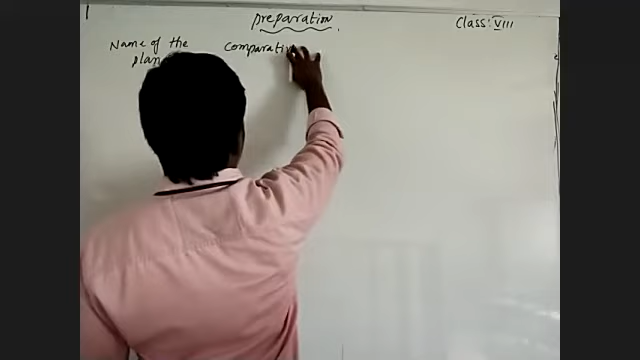 preparation
Class: VIII
Name of the
plan
Comparativ